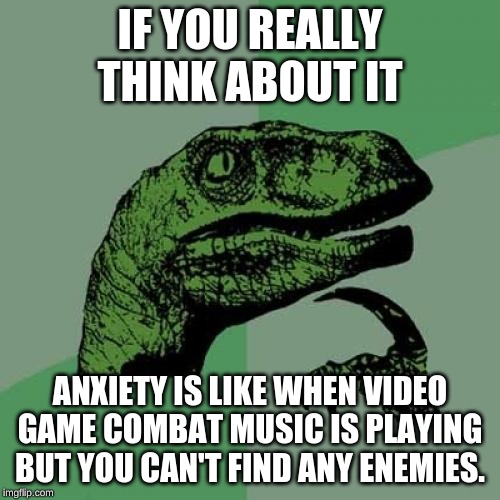 IF YOU REALLY
THINK ABOUT IT
ANXIETY IS LIKE WHEN VIDEO
GAME COMBAT MUSIC IS PLAYING
BUT YOU CAN'T FIND ANY ENEMIES.
imgflip.com